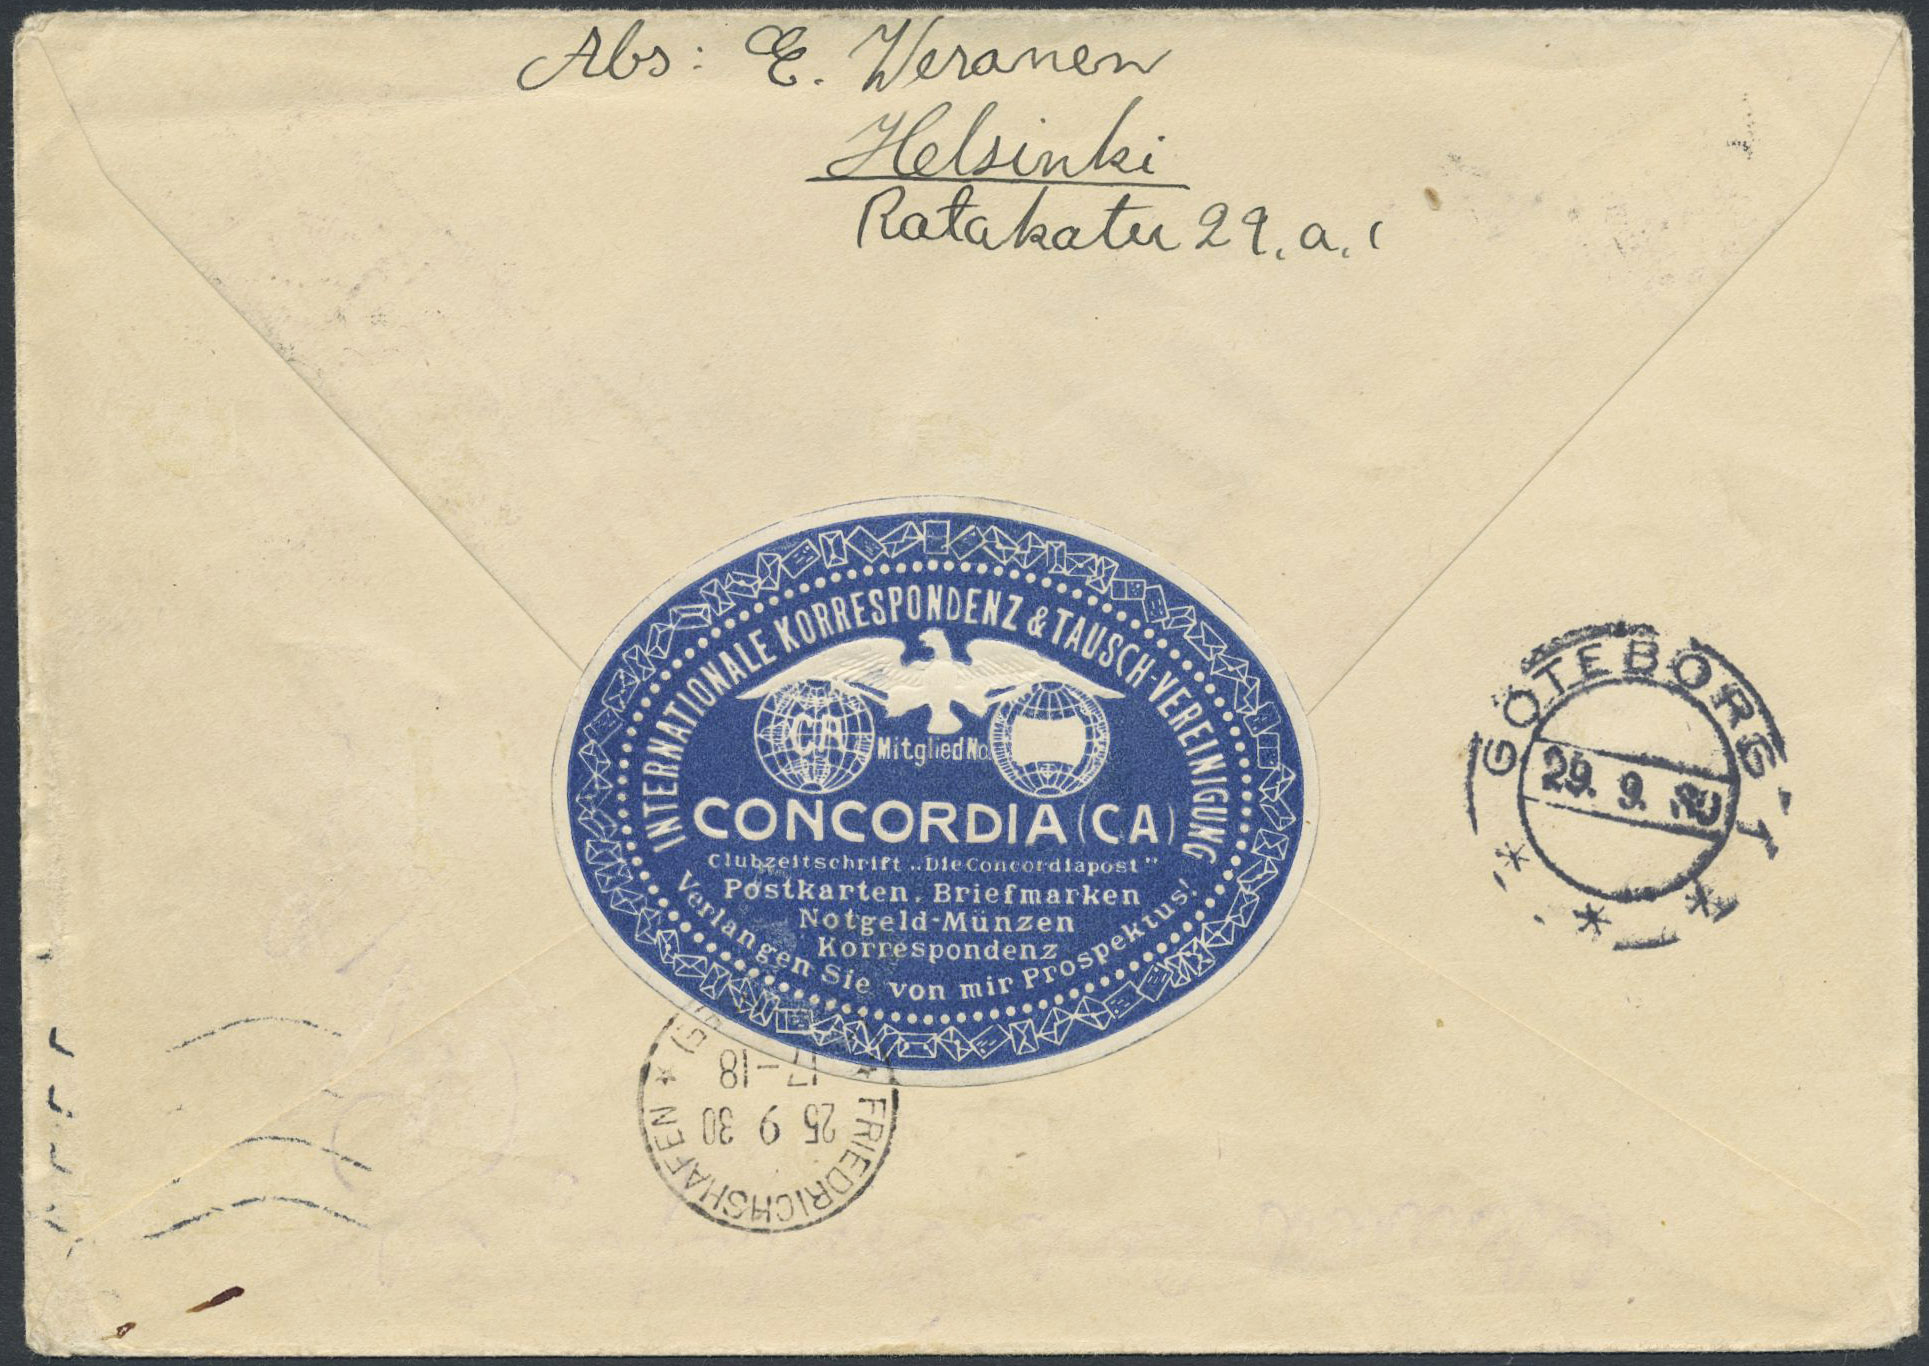 Abs: E. Weranen
Helsinki
Ratakatu 29. a.
INTERNATIONALE KORRESPONDENZ & TAUSCH-VEREINIGUNG
CA
Mitglied No.
CONCORDIA (CA)
Clubzeitschrift „Die Concordiapost"
Postkarten, Briefmarken
Notgeld-Münzen
Korrespondenz
Verlangen Sie von mir Prospektus!
GÖTEBORG 1
29. 9. 30
FRIEDRICHSHAFEN
25 9 30
17-18